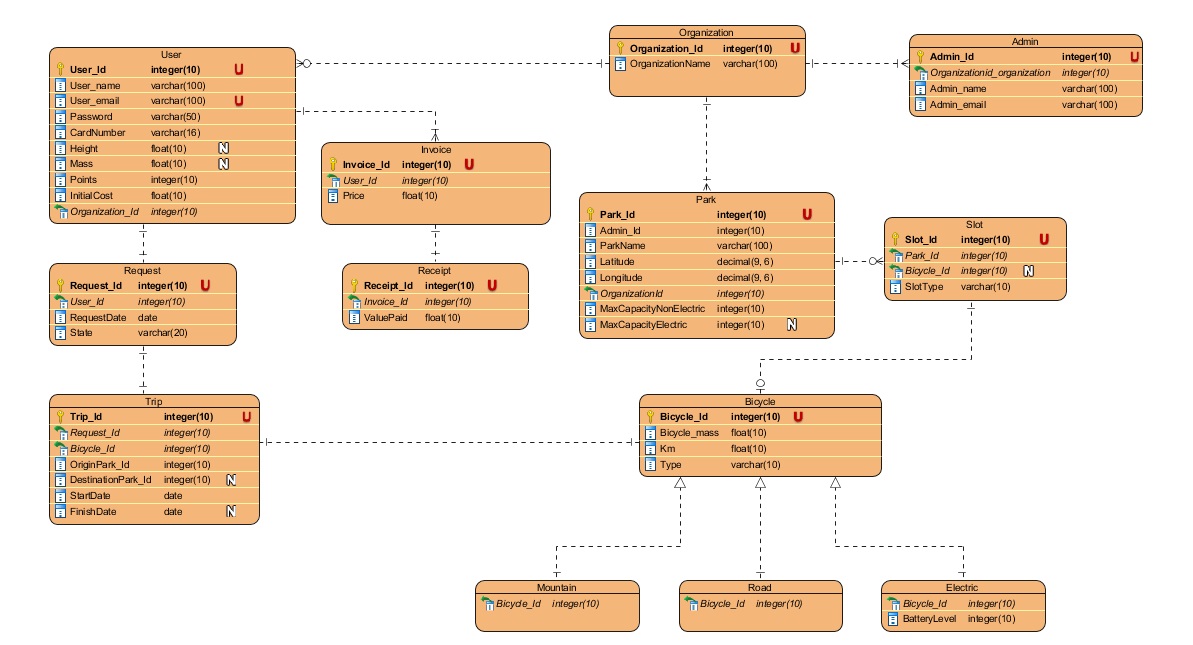 User
User_Id integer(10) U
User_name varchar(100)
User_email varchar(100) U
Password varchar(50)
CardNumber varchar(16)
Height float(10) N
Mass float(10) N
Points integer(10)
InitialCost float(10)
Organization_Id integer(10)
Organization
Organization_Id integer(10) U
OrganizationName varchar(100)
Admin
Admin_Id integer(10) U
Organizationid_organization integer(10)
Admin_name varchar(100)
Admin_email varchar(100)
Invoice
Invoice_Id integer(10) U
User_Id integer(10)
Price float(10)
Park
Park_Id integer(10) U
Admin_Id integer(10)
ParkName varchar(100)
Latitude decimal(9, 6)
Longitude decimal(9, 6)
OrganizationId integer(10)
MaxCapacityNonElectric integer(10)
MaxCapacityElectric integer(10) N
Slot
Slot_Id integer(10) U
Park_Id integer(10)
Bicycle_Id integer(10) N
SlotType varchar(10)
Request
Request_Id integer(10) U
User_Id integer(10)
RequestDate date
State varchar(20)
Receipt
Receipt_Id integer(10) U
Invoice_Id integer(10)
ValuePaid float(10)
Trip
Trip_Id integer(10) U
Request_Id integer(10)
Bicycle_Id integer(10)
OriginPark_Id integer(10)
DestinationPark_Id integer(10) N
StartDate date
FinishDate date N
Bicycle
Bicycle_Id integer(10) U
Bicycle_mass float(10)
Km float(10)
Type varchar(10)
Mountain
Bicycle_Id integer(10)
Road
Bicycle_Id integer(10)
Electric
Bicycle_Id integer(10)
BatteryLevel integer(10)